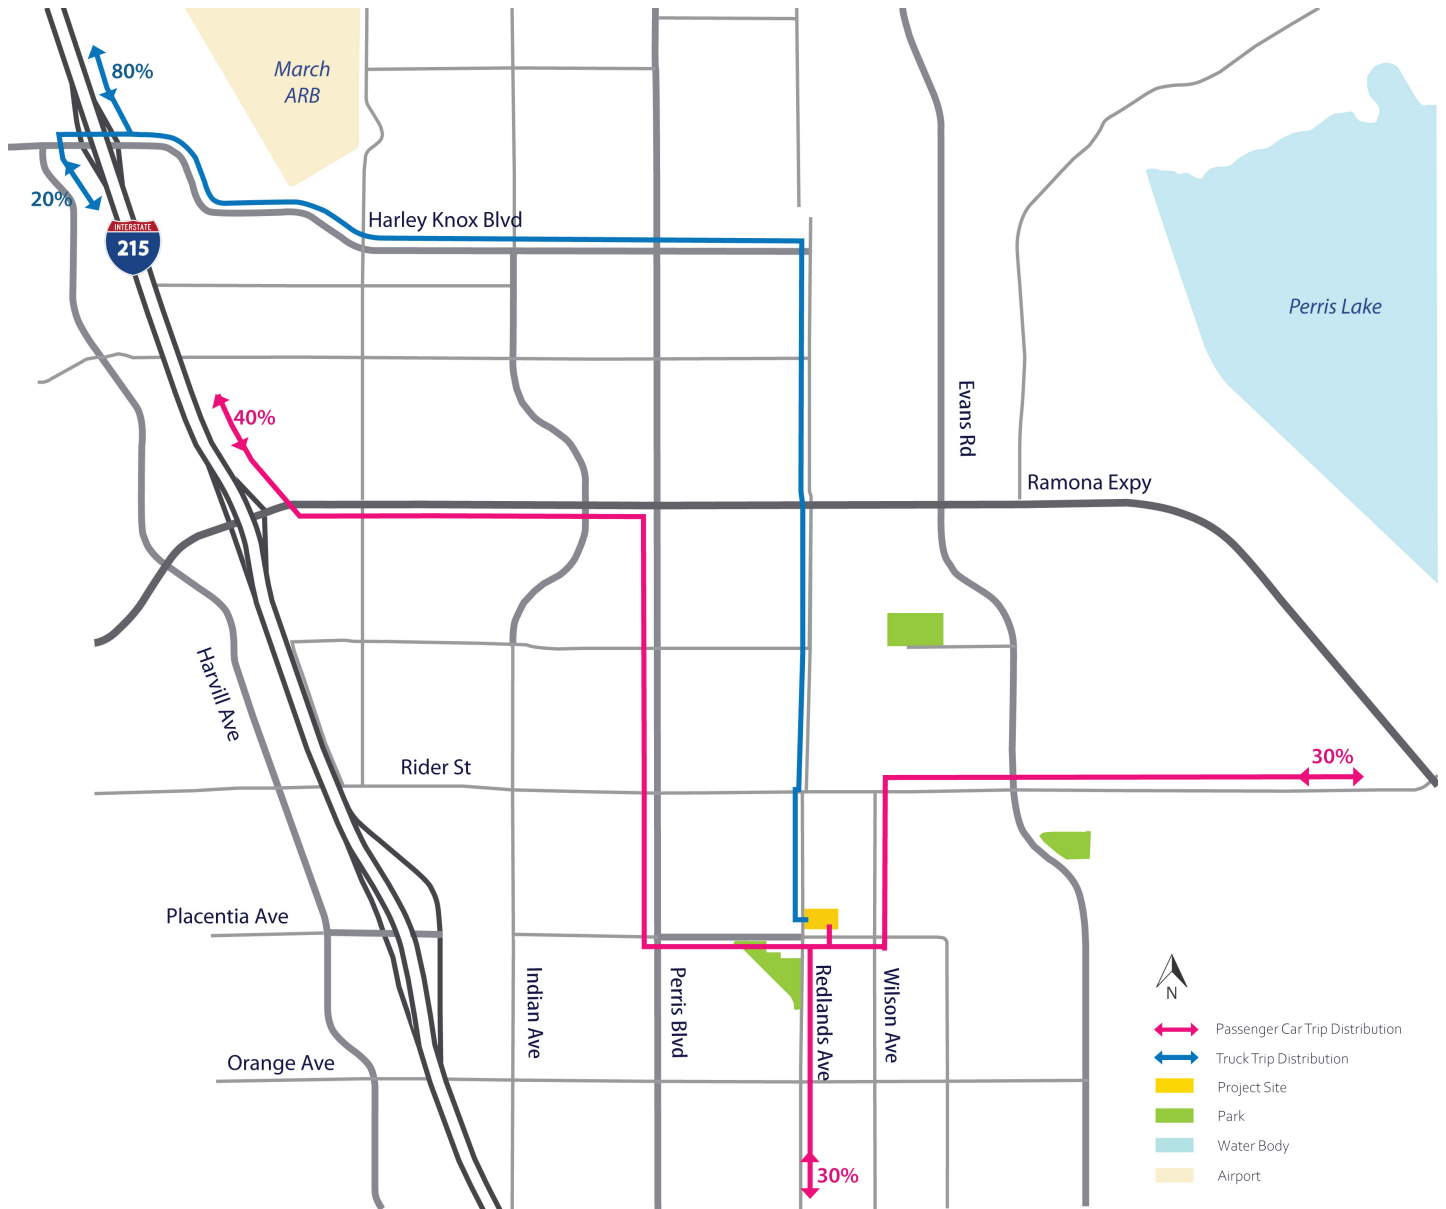 80%
March
ARB
20%
INTERSTATE
215
Harley Knox Blvd
Perris Lake
40%
Evans Rd
Ramona Expy
Harvill Ave
Rider St
30%
Placentia Ave
Indian Ave
Perris Blvd
Redlands Ave
Wilson Ave
Orange Ave
30%
N
Passenger Car Trip Distribution
Truck Trip Distribution
Project Site
Park
Water Body
Airport